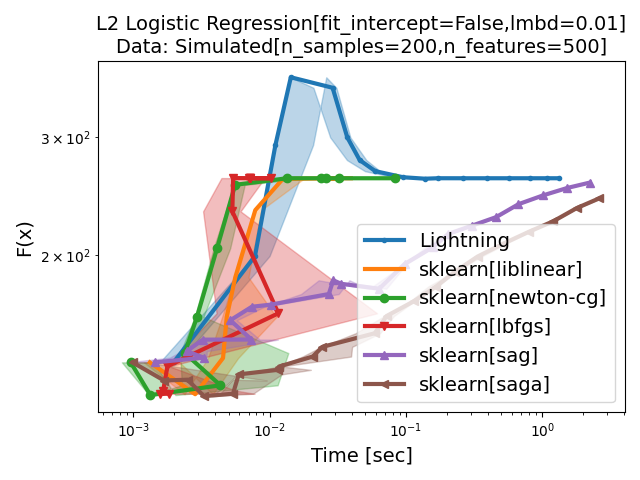 L2 Logistic Regression[fit_intercept=False,lmbd=0.01]
Data: Simulated[n_samples=200,n_features=500]
F(x)
3 × 10²
2 × 10²
Lightning
sklearn[liblinear]
sklearn[newton-cg]
sklearn[lbfgs]
sklearn[sag]
sklearn[saga]
10⁻³ 10⁻² 10⁻¹ 10⁰
Time [sec]